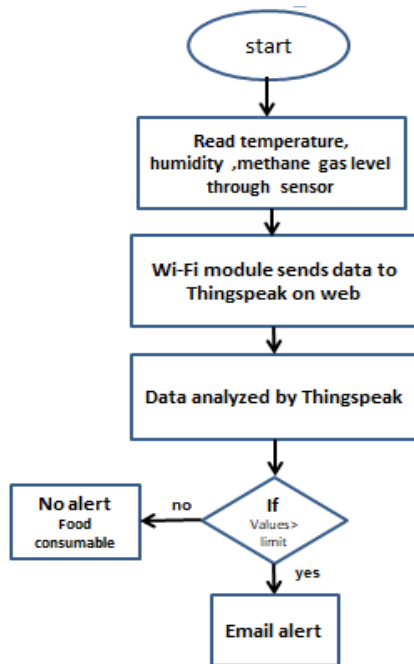 start
Read temperature,
humidity ,methane gas level
through sensor
Wi-Fi module sends data to
Thingspeak on web
Data analyzed by Thingspeak
If
Values>
limit
no
No alert
Food
consumable
yes
Email alert